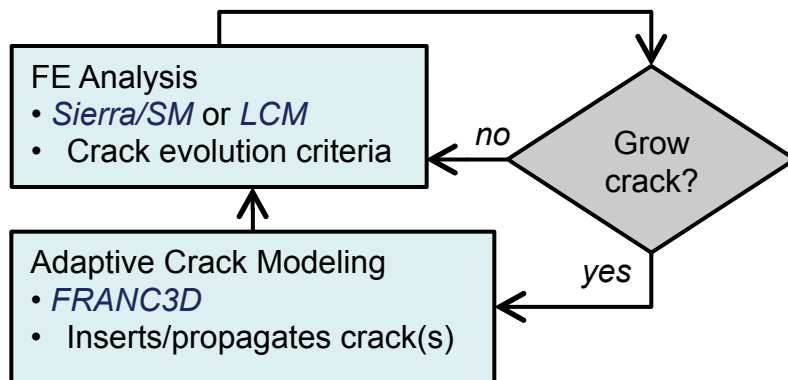 FE Analysis
• Sierra/SM or LCM
• Crack evolution criteria
no
Grow
crack?
yes
Adaptive Crack Modeling
• FRANC3D
• Inserts/propagates crack(s)